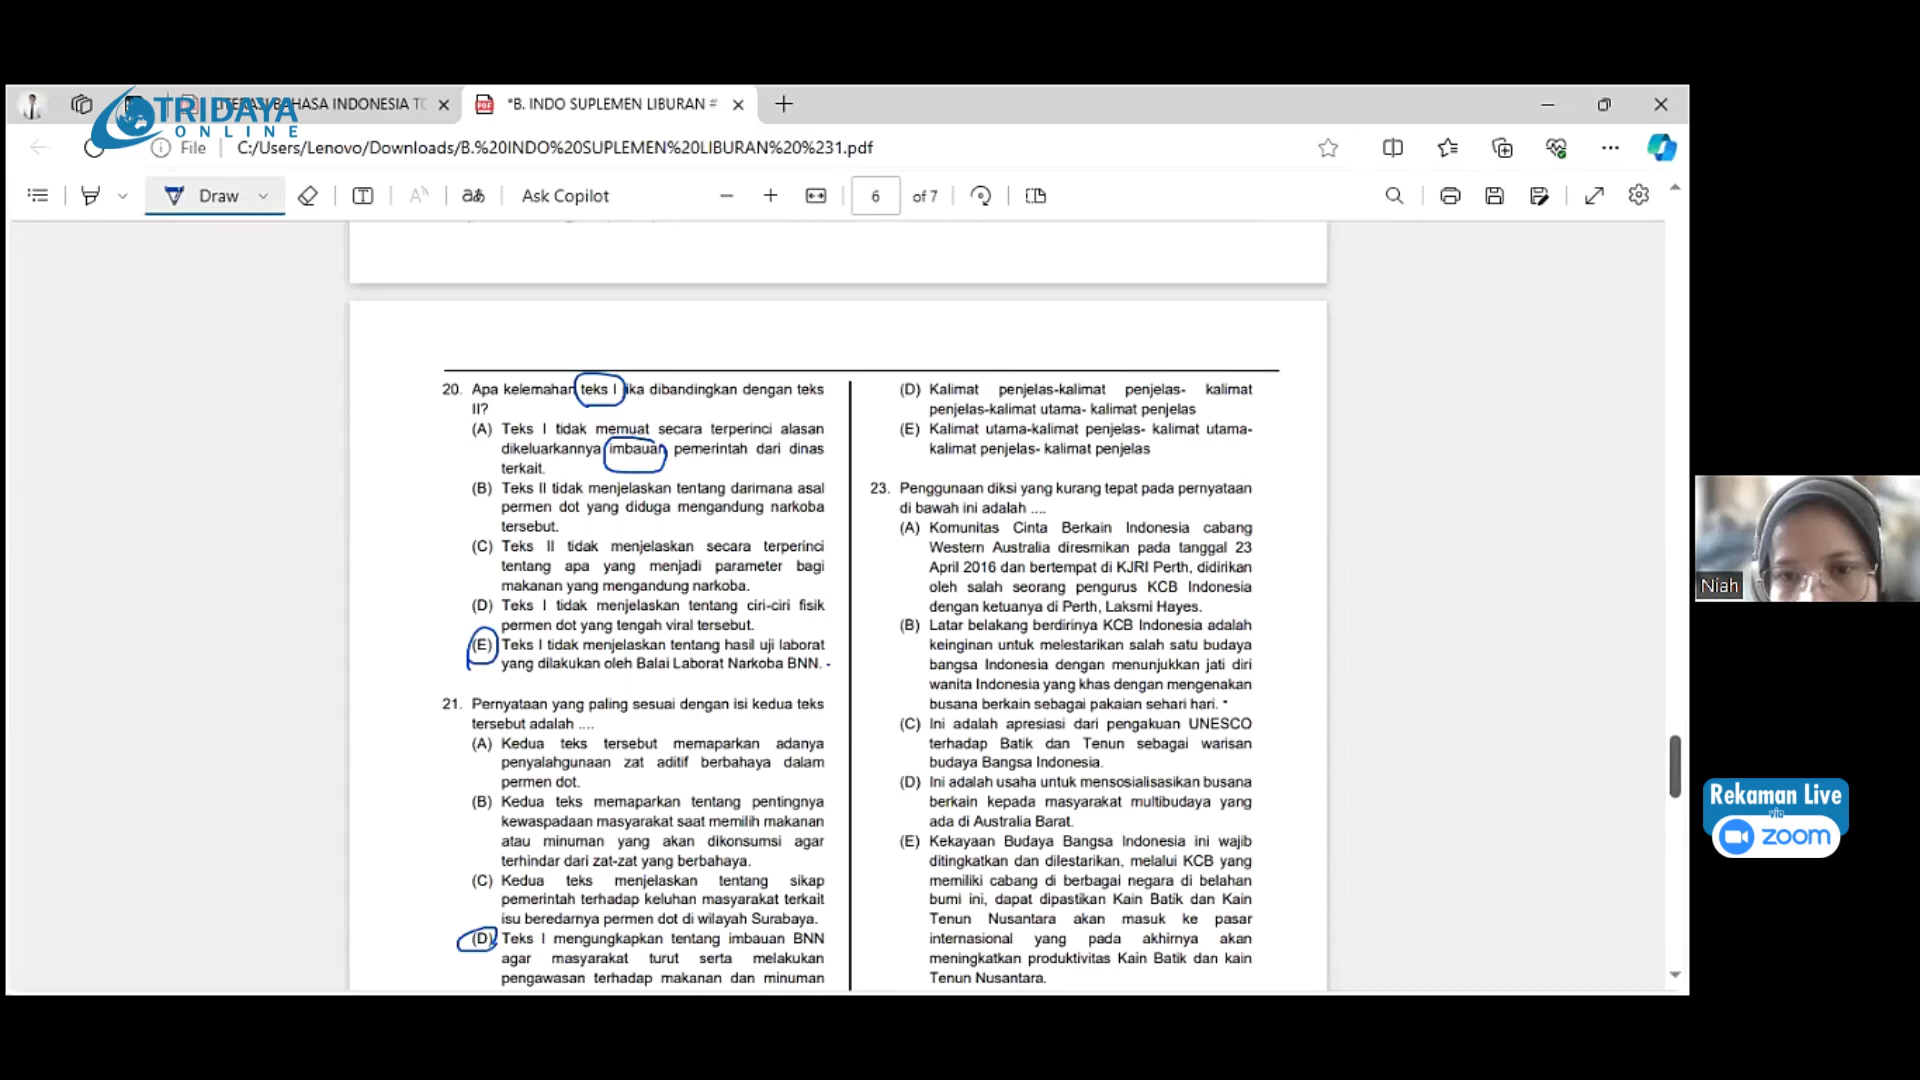 TRIDAYA
ONLINE
BAHASA INDONESIA
*B. INDO SUPLEMEN LIBURAN #
File
C:/Users/Lenovo/Downloads/B.%20INDO%20SUPLEMEN%20LIBURAN%20%231.pdf
Draw
Ask Copilot
6
of 7
20. Apa kelemahan teks I jika dibandingkan dengan teks
II?
(A) Teks I tidak memuat secara terperinci alasan
dikeluarkannya imbauan pemerintah dari dinas
terkait.
(B) Teks II tidak menjelaskan tentang darimana asal
permen dot yang diduga mengandung narkoba
tersebut.
(C) Teks II tidak menjelaskan secara terperinci
tentang apa yang menjadi parameter bagi
makanan yang mengandung narkoba.
(D) Teks I tidak menjelaskan tentang ciri-ciri fisik
permen dot yang tengah viral tersebut.
(E) Teks I tidak menjelaskan tentang hasil uji laborat
yang dilakukan oleh Balai Laborat Narkoba BNN.
21. Pernyataan yang paling sesuai dengan isi kedua teks
tersebut adalah ....
(A) Kedua teks tersebut memaparkan adanya
penyalahgunaan zat aditif berbahaya dalam
permen dot.
(B) Kedua teks memaparkan tentang pentingnya
kewaspadaan masyarakat saat memilih makanan
atau minuman yang akan dikonsumsi agar
terhindar dari zat-zat yang berbahaya.
(C) Kedua teks menjelaskan tentang sikap
pemerintah terhadap keluhan masyarakat terkait
isu beredarnya permen dot di wilayah Surabaya.
(D) Teks I mengungkapkan tentang imbauan BNN
agar masyarakat turut serta melakukan
pengawasan terhadap makanan dan minuman
(D) Kalimat penjelas-kalimat penjelas- kalimat
penjelas-kalimat utama- kalimat penjelas
(E) Kalimat utama-kalimat penjelas- kalimat utama-
kalimat penjelas- kalimat penjelas
23. Penggunaan diksi yang kurang tepat pada pernyataan
di bawah ini adalah ....
(A) Komunitas Cinta Berkain Indonesia cabang
Western Australia diresmikan pada tanggal 23
April 2016 dan bertempat di KJRI Perth, didirikan
oleh salah seorang pengurus KCB Indonesia
dengan ketuanya di Perth, Laksmi Hayes.
(B) Latar belakang berdirinya KCB Indonesia adalah
keinginan untuk melestarikan salah satu budaya
bangsa Indonesia dengan menunjukkan jati diri
wanita Indonesia yang khas dengan mengenakan
busana berkain sebagai pakaian sehari hari. "
(C) Ini adalah apresiasi dari pengakuan UNESCO
terhadap Batik dan Tenun sebagai warisan
budaya Bangsa Indonesia.
(D) Ini adalah usaha untuk mensosialisasikan busana
berkain kepada masyarakat multibudaya yang
ada di Australia Barat.
(E) Kekayaan Budaya Bangsa Indonesia ini wajib
ditingkatkan dan dilestarikan, melalui KCB yang
memiliki cabang di berbagai negara di belahan
bumi ini, dapat dipastikan Kain Batik dan Kain
Tenun Nusantara akan masuk ke pasar
internasional yang pada akhirnya akan
meningkatkan produktivitas Kain Batik dan kain
Tenun Nusantara.
Niah
Rekaman Live
via
zoom